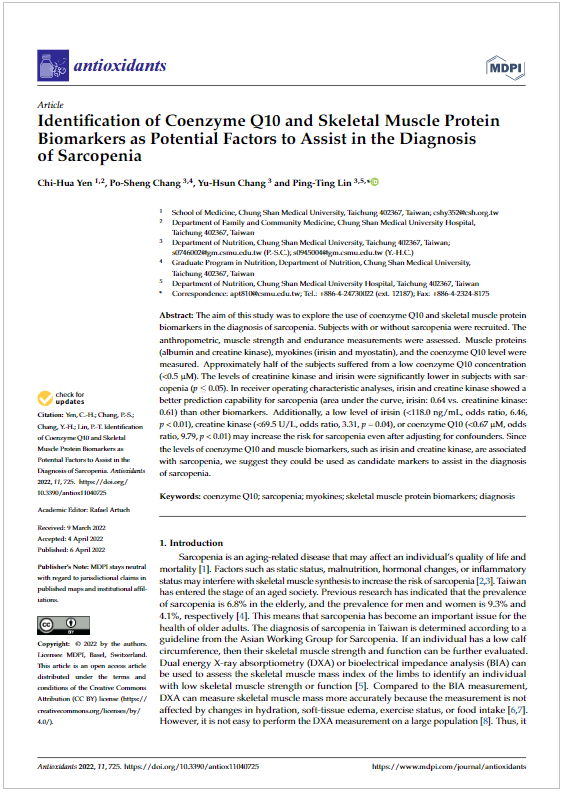 antioxidants
MDPI
Article
Identification of Coenzyme Q10 and Skeletal Muscle Protein
Biomarkers as Potential Factors to Assist in the Diagnosis
of Sarcopenia
Chi-Hua Yen 1,2, Po-Sheng Chang 3,4, Yu-Hsun Chang 3 and Ping-Ting Lin 3,5,*
1 School of Medicine, Chung Shan Medical University, Taichung 402367, Taiwan; cshy352@csh.org.tw
2 Department of Family and Community Medicine, Chung Shan Medical University Hospital,
Taichung 402367, Taiwan
3 Department of Nutrition, Chung Shan Medical University, Taichung 402367, Taiwan;
s0746002@gm.csmu.edu.tw (P.-S.C.); s0945004@gm.csmu.edu.tw (Y.-H.C.)
4 Graduate Program in Nutrition, Department of Nutrition, Chung Shan Medical University,
Taichung 402367, Taiwan
5 Department of Nutrition, Chung Shan Medical University Hospital, Taichung 402367, Taiwan
* Correspondence: apt810@csmu.edu.tw; Tel.: +886-4-24730022 (ext. 12187); Fax: +886-4-2324-8175
Abstract: The aim of this study was to explore the use of coenzyme Q10 and skeletal muscle protein
biomarkers in the diagnosis of sarcopenia. Subjects with or without sarcopenia were recruited. The
anthropometric, muscle strength and endurance measurements were assessed. Muscle proteins
(albumin and creatine kinase), myokines (irisin and myostatin), and the coenzyme Q10 level were
measured. Approximately half of the subjects suffered from a low coenzyme Q10 concentration
(<0.5 μM). The levels of creatinine kinase and irisin were significantly lower in subjects with sar-
copenia (p < 0.05). In receiver operating characteristic analyses, irisin and creatine kinase showed a
better prediction capability for sarcopenia (area under the curve, irisin: 0.64 vs. creatinine kinase:
0.61) than other biomarkers. Additionally, a low level of irisin (<118.0 ng/mL, odds ratio, 6.46,
p < 0.01), creatine kinase (<69.5 U/L, odds ratio, 3.31, p = 0.04), or coenzyme Q10 (<0.67 μM, odds
ratio, 9.79, p < 0.01) may increase the risk for sarcopenia even after adjusting for confounders. Since
the levels of coenzyme Q10 and muscle biomarkers, such as irisin and creatine kinase, are associated
with sarcopenia, we suggest they could be used as candidate markers to assist in the diagnosis
of sarcopenia.
Keywords: coenzyme Q10; sarcopenia; myokines; skeletal muscle protein biomarkers; diagnosis
check for
updates
Citation: Yen, C.-H.; Chang, P.-S.;
Chang, Y.-H.; Lin, P.-T. Identification
of Coenzyme Q10 and Skeletal
Muscle Protein Biomarkers as
Potential Factors to Assist in the
Diagnosis of Sarcopenia. Antioxidants
2022, 11, 725. https://doi.org/
10.3390/antiox11040725
Academic Editor: Rafael Artuch
Received: 9 March 2022
Accepted: 4 April 2022
Published: 6 April 2022
Publisher's Note: MDPI stays neutral
with regard to jurisdictional claims in
published maps and institutional affil-
iations.
CC BY
Copyright: © 2022 by the authors.
Licensee MDPI, Basel, Switzerland.
This article is an open access article
distributed under the terms and
conditions of the Creative Commons
Attribution (CC BY) license (https://
creativecommons.org/licenses/by/
4.0/).
1. Introduction
Sarcopenia is an aging-related disease that may affect an individual's quality of life and
mortality [1]. Factors such as static status, malnutrition, hormonal changes, or inflammatory
status may interfere with skeletal muscle synthesis to increase the risk of sarcopenia [2,3]. Taiwan
has entered the stage of an aged society. Previous research has indicated that the prevalence
of sarcopenia is 6.8% in the elderly, and the prevalence for men and women is 9.3% and
4.1%, respectively [4]. This means that sarcopenia has become an important issue for the
health of older adults. The diagnosis of sarcopenia in Taiwan is determined according to a
guideline from the Asian Working Group for Sarcopenia. If an individual has a low calf
circumference, then their skeletal muscle strength and function can be further evaluated.
Dual energy X-ray absorptiometry (DXA) or bioelectrical impedance analysis (BIA) can
be used to assess the skeletal muscle mass index of the limbs to identify an individual
with low skeletal muscle strength or function [5]. Compared to the BIA measurement,
DXA can measure skeletal muscle more accurately because the measurement is not
affected by changes in hydration, soft-tissue edema, exercise status, or food intake [6,7].
However, it is not easy to perform the DXA measurement on a large population [8]. Thus, it
Antioxidants 2022, 11, 725. https://doi.org/10.3390/antiox11040725
https://www.mdpi.com/journal/antioxidants